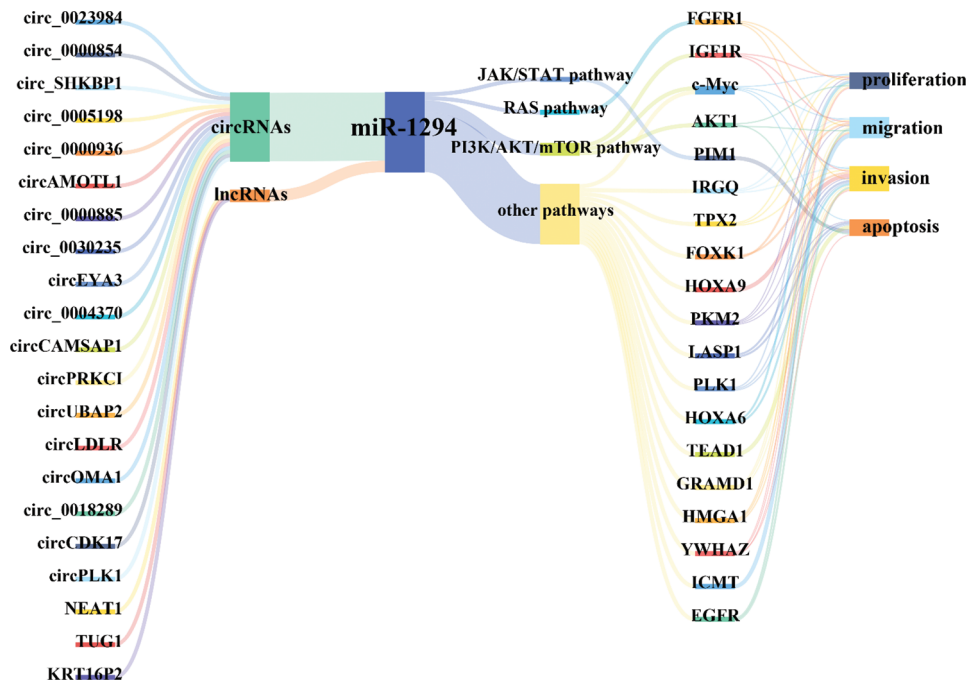 circ_0023984
circ_0000854
circ_SHKBP1
circ_0005198
circ_0000936
circAMOTL1
circ_0000885
circ_0030235
circEYA3
circ_0004370
circCAMSAP1
circPRKCI
circUBAP2
circLDLR
circOMA1
circ_0018289
circCDK17
circPLK1
NEAT1
TUG1
KRT16P2
circRNAs
lncRNAs
miR-1294
JAK/STAT pathway
RAS pathway
PI3K/AKT/mTOR pathway
other pathways
FGFR1
IGF1R
c-Myc
AKT1
PIM1
IRGQ
TPX2
FOXK1
HOXA9
PKM2
LASP1
PLK1
HOXA6
TEAD1
GRAMD1
HMGA1
YWHAZ
ICMT
EGFR
proliferation
migration
invasion
apoptosis